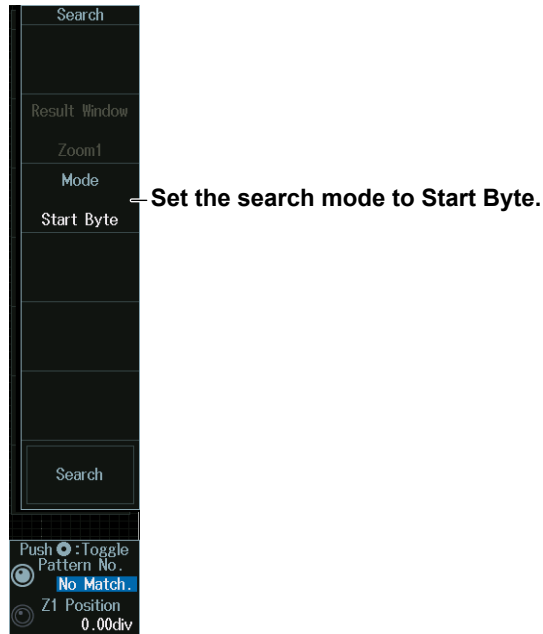 Search
Result Window
Zoom1
Mode
Start Byte
Set the search mode to Start Byte.
Search
Push :Toggle
Pattern No.
No Match.
Z1 Position
0.00div